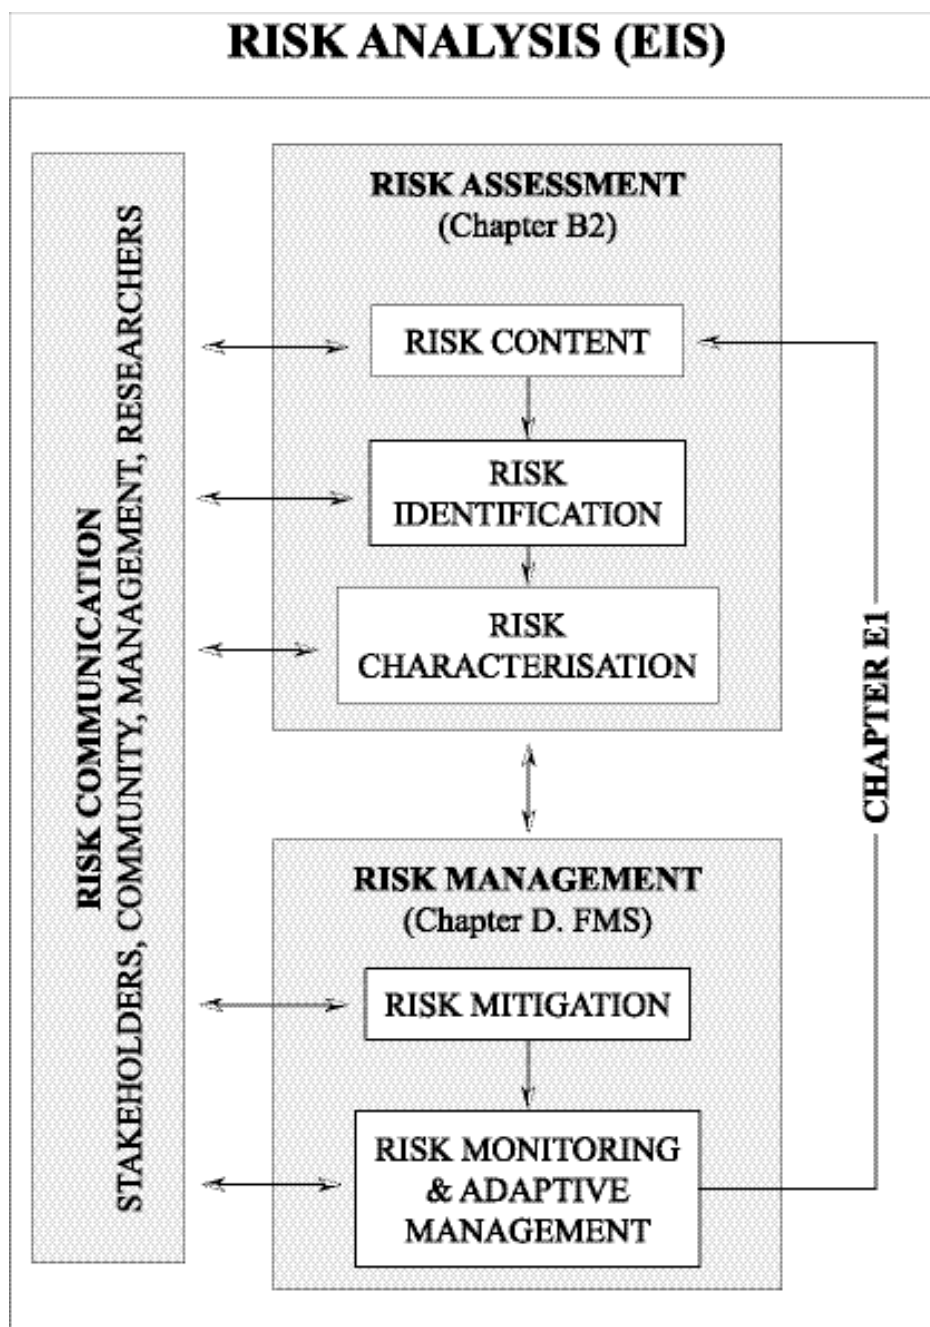 RISK ANALYSIS (EIS)
RISK COMMUNICATION
STAKEHOLDERS, COMMUNITY, MANAGEMENT, RESEARCHERS
RISK ASSESSMENT
(Chapter B2)
RISK CONTENT
RISK
IDENTIFICATION
RISK
CHARACTERISATION
RISK MANAGEMENT
(Chapter D. FMS)
RISK MITIGATION
RISK MONITORING
& ADAPTIVE
MANAGEMENT
CHAPTER E1